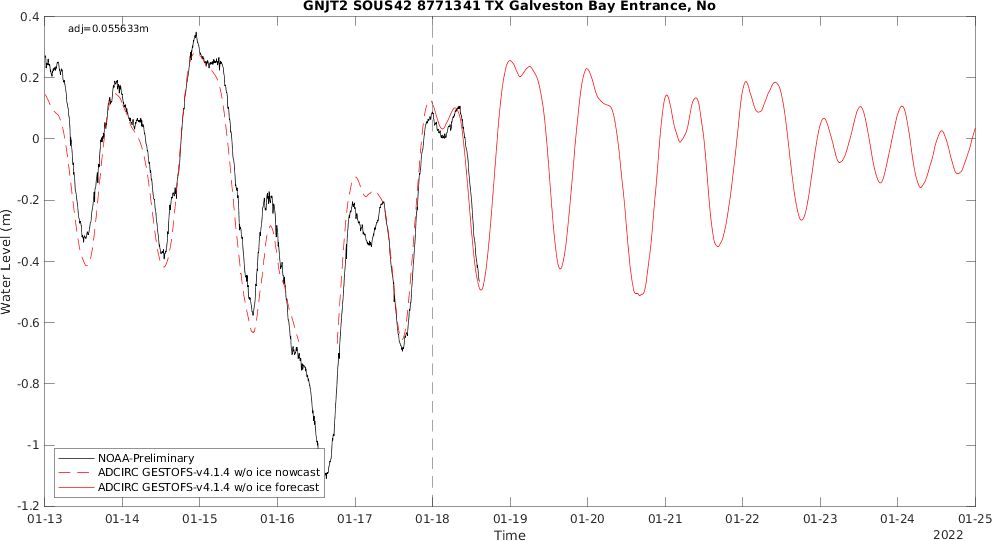 GNJT2 SOUS42 8771341 TX Galveston Bay Entrance, No
adj=0.055633m
0.4
0.2
0
-0.2
-0.4
-0.6
-0.8
-1
-1.2
Water Level (m)
NOAA-Preliminary
ADCIRC GESTOFS-v4.1.4 w/o ice nowcast
ADCIRC GESTOFS-v4.1.4 w/o ice forecast
01-13 01-14 01-15 01-16 01-17 01-18 01-19 01-20 01-21 01-22 01-23 01-24 01-25
Time
2022